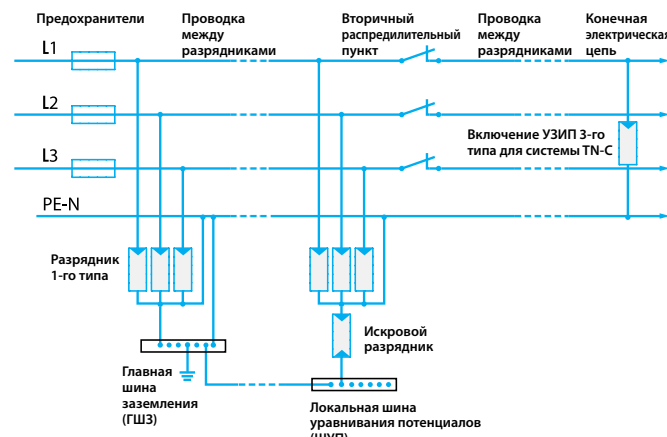 Предохранители
Проводка
между
разрядниками
Вторичный
распредилительный
пункт
Проводка
между
разрядниками
Конечная
электрическая
цепь
L1
L2
L3
PE-N
Включение УЗИП 3-го
типа для системы TN-C
Разрядник
1-го типа
Искровой
разрядник
Главная
шина
заземления
(ГШЗ)
Локальная шина
уравнивания потенциалов
(ШУП)